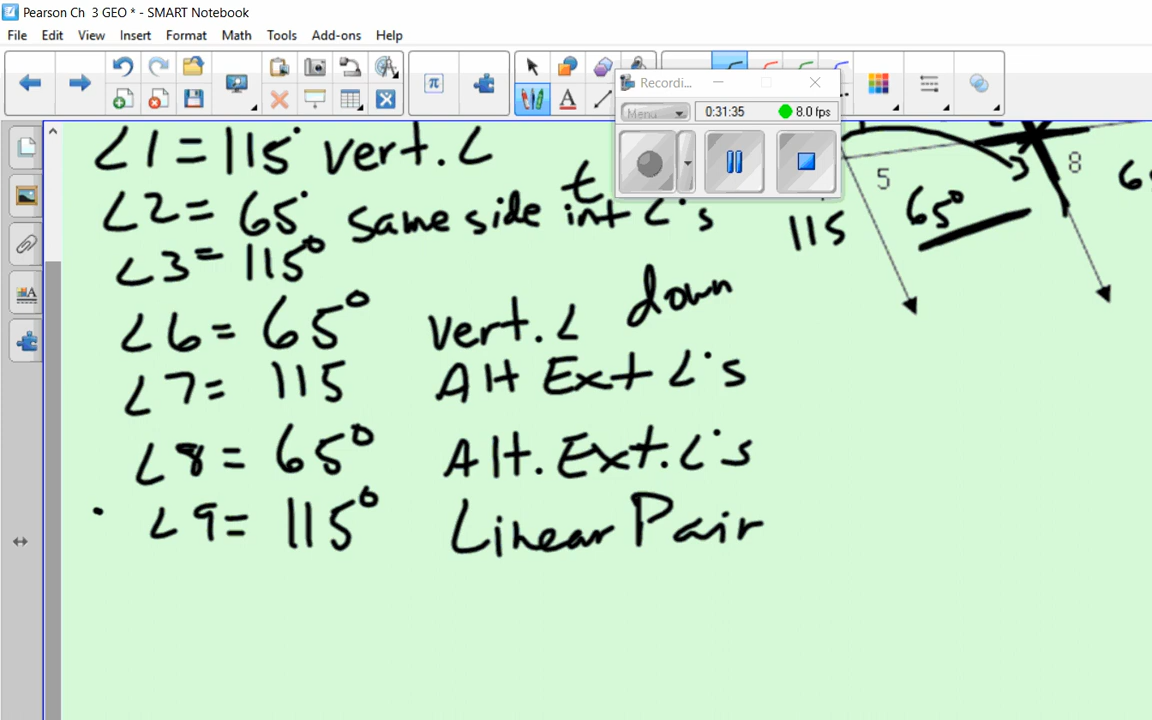 Pearson Ch 3 GEO * - SMART Notebook
File Edit View Insert Format Math Tools Add-ons Help
Recordi...
Menu 0:31:35 8.0 fps
∠1 = 115° vert. ∠
t
∠2 = 65° same side int ∠'s
∠3 = 115°
∠6 = 65° vert. ∠ down
∠7 = 115 Alt Ext ∠'s
∠8 = 65° Alt. Ext. ∠'s
∠9 = 115° Linear Pair
5
8
3
115
65°